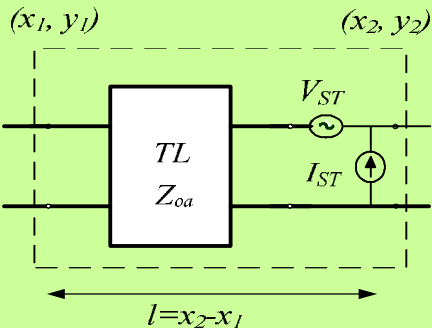 (x1, y1) (x2, y2)
VST
TL
IST
Zoa
l=x2-x1